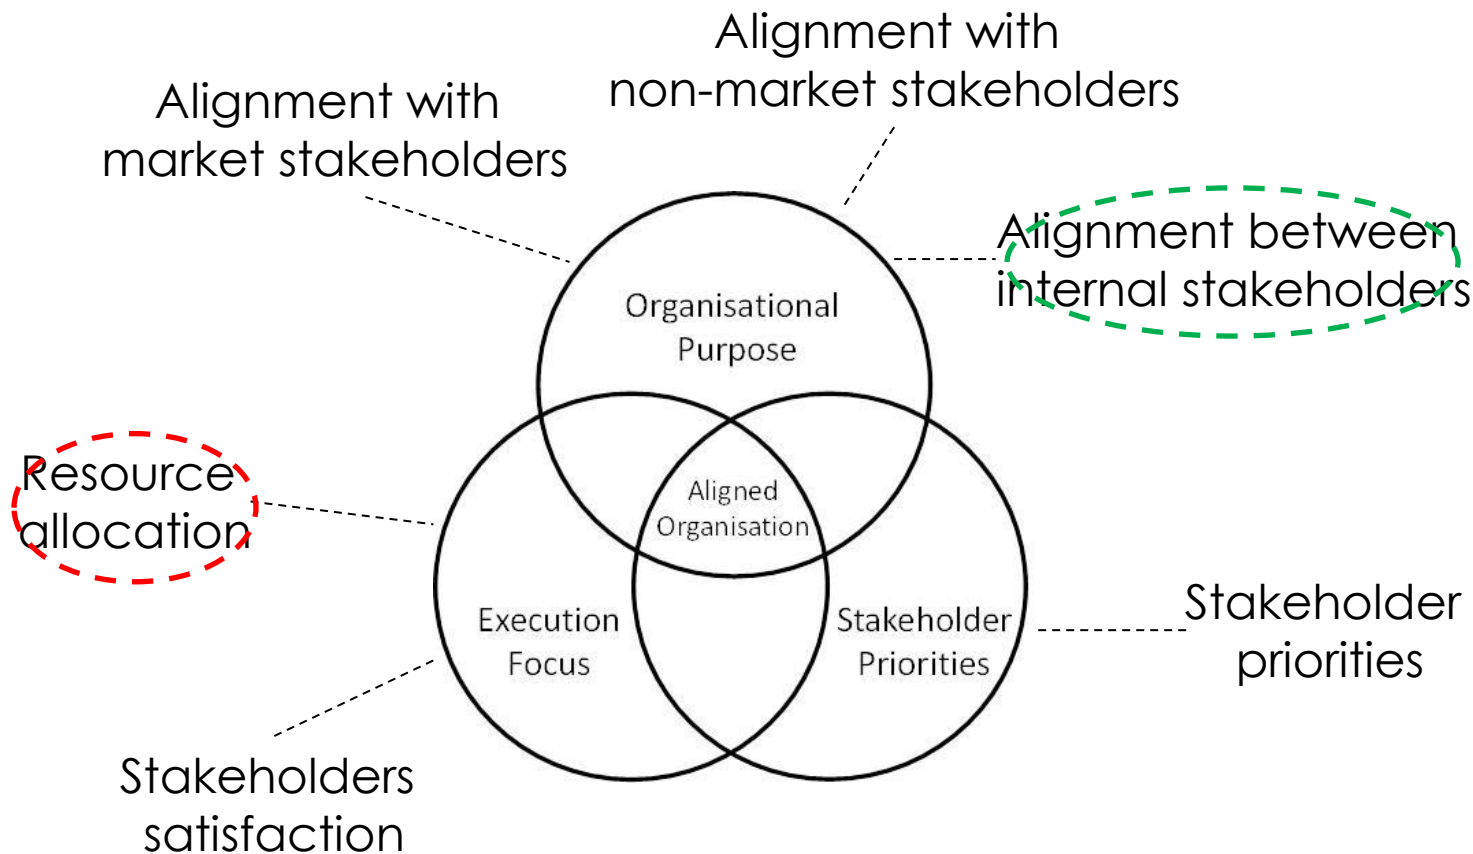 Alignment with
non-market stakeholders
Alignment with
market stakeholders
Alignment between
internal stakeholders
Organisational
Purpose
Resource
allocation
Aligned
Organisation
Execution
Focus
Stakeholder
Priorities
Stakeholder
priorities
Stakeholders
satisfaction